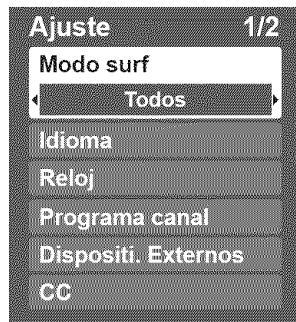 Ajuste 1/2
Modo surf
Todos
Idioma
Reloj
Programa canal
Dispositi. Externos
CC